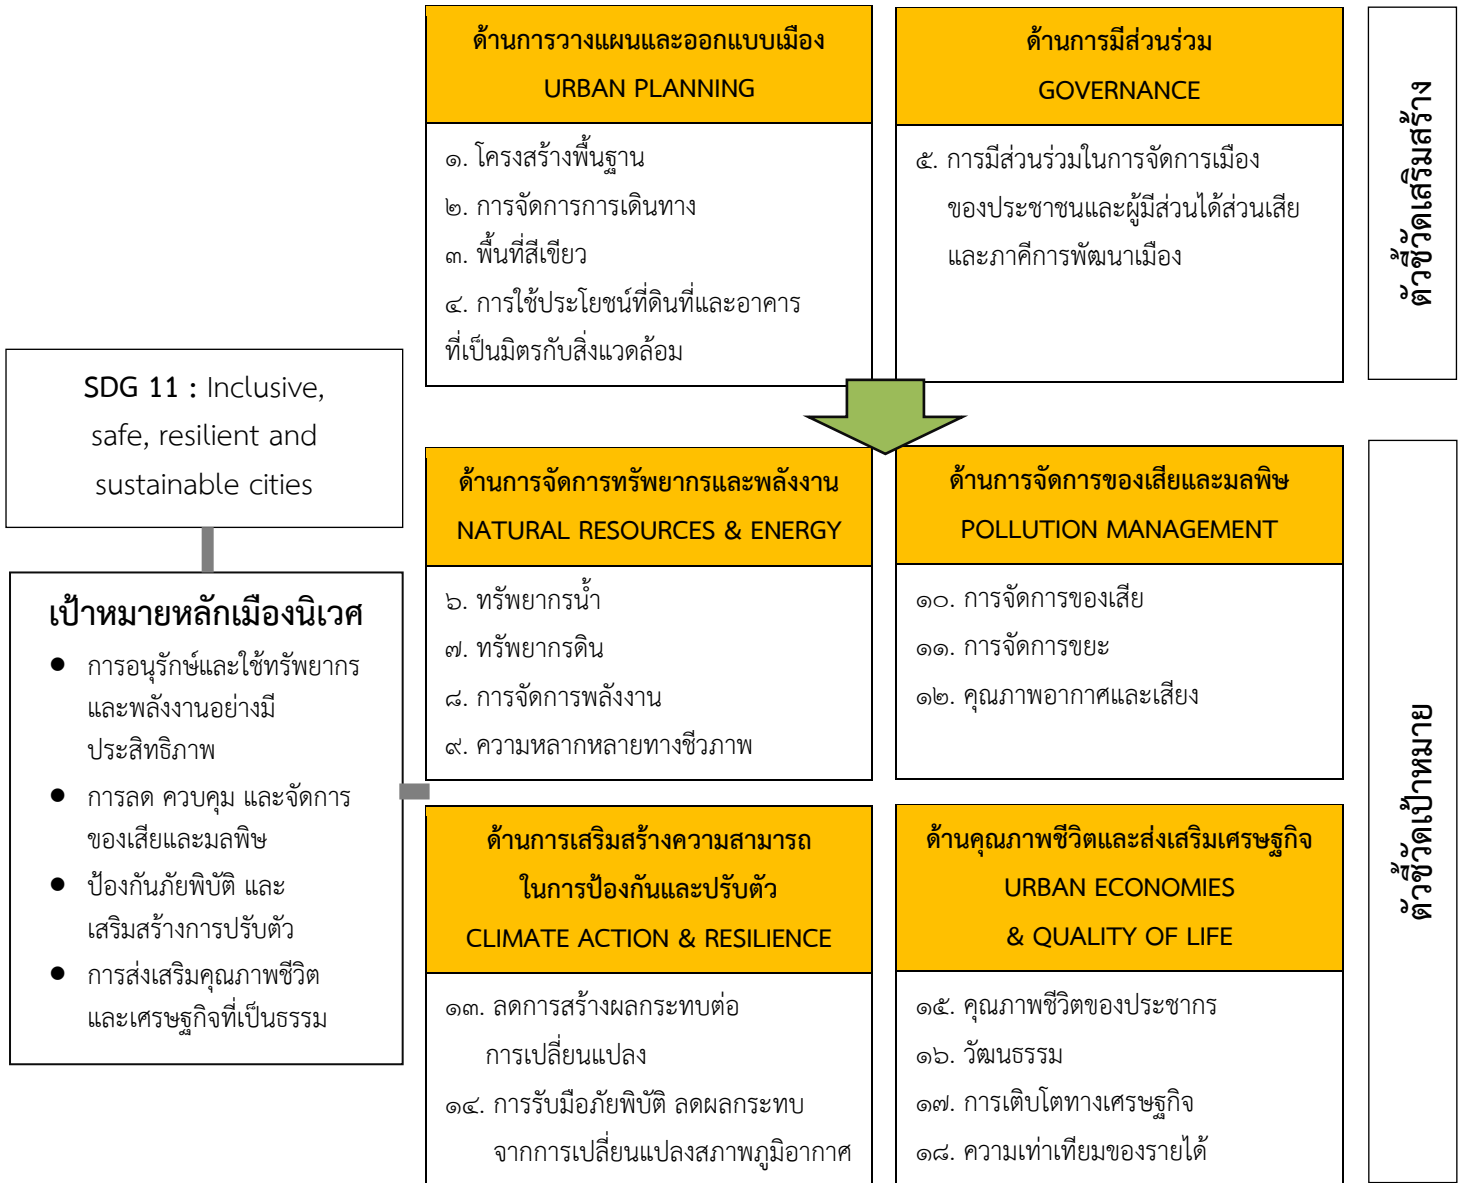 ด้านการวางแผนและออกแบบเมือง
URBAN PLANNING
๑. โครงสร้างพื้นฐาน
๒. การจัดการการเดินทาง
๓. พื้นที่สีเขียว
๔. การใช้ประโยชน์ที่ดินที่และอาคาร
ที่เป็นมิตรกับสิ่งแวดล้อม
ด้านการมีส่วนร่วม
GOVERNANCE
๕. การมีส่วนร่วมในการจัดการเมือง
ของประชาชนและผู้มีส่วนได้ส่วนเสีย
และภาคีการพัฒนาเมือง
ตัวชี้วัดเสริมสร้าง
SDG 11 : Inclusive,
safe, resilient and
sustainable cities
เป้าหมายหลักเมืองนิเวศ
● การอนุรักษ์และใช้ทรัพยากร
และพลังงานอย่างมี
ประสิทธิภาพ
● การลด ควบคุม และจัดการ
ของเสียและมลพิษ
● ป้องกันภัยพิบัติ และ
เสริมสร้างการปรับตัว
● การส่งเสริมคุณภาพชีวิต
และเศรษฐกิจที่เป็นธรรม
ด้านการจัดการทรัพยากรและพลังงาน
NATURAL RESOURCES & ENERGY
๖. ทรัพยากรน้ำ
๗. ทรัพยากรดิน
๘. การจัดการพลังงาน
๙. ความหลากหลายทางชีวภาพ
ด้านการจัดการของเสียและมลพิษ
POLLUTION MANAGEMENT
๑๐. การจัดการของเสีย
๑๑. การจัดการขยะ
๑๒. คุณภาพอากาศและเสียง
ด้านการเสริมสร้างความสามารถ
ในการป้องกันและปรับตัว
CLIMATE ACTION & RESILIENCE
๑๓. ลดการสร้างผลกระทบต่อ
การเปลี่ยนแปลง
๑๔. การรับมือภัยพิบัติ ลดผลกระทบ
จากการเปลี่ยนแปลงสภาพภูมิอากาศ
ด้านคุณภาพชีวิตและส่งเสริมเศรษฐกิจ
URBAN ECONOMIES
& QUALITY OF LIFE
๑๕. คุณภาพชีวิตของประชากร
๑๖. วัฒนธรรม
๑๗. การเติบโตทางเศรษฐกิจ
๑๘. ความเท่าเทียมของรายได้
ตัวชี้วัดเป้าหมาย